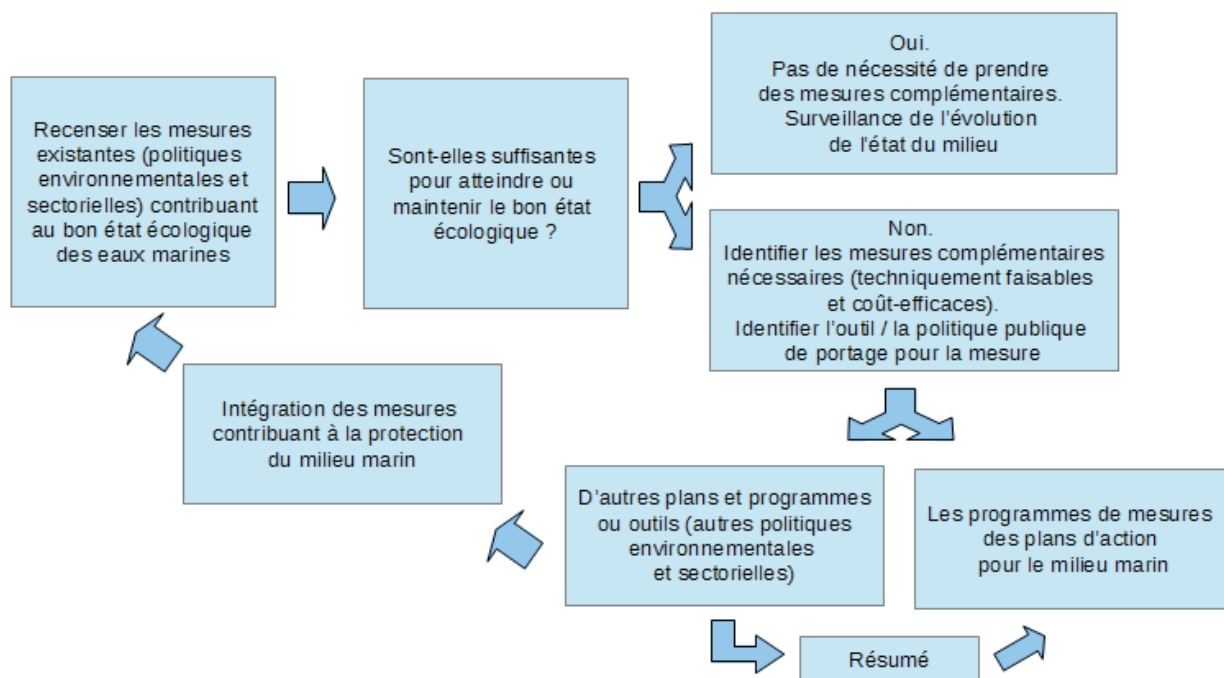 Recenser les mesures
existantes (politiques
environnementales et
sectorielles) contribuant
au bon état écologique
des eaux marines
Sont-elles suffisantes
pour atteindre ou
maintenir le bon état
écologique ?
Oui.
Pas de nécessité de prendre
des mesures complémentaires.
Surveillance de l'évolution
de l'état du milieu
Non.
Identifier les mesures complémentaires
nécessaires (techniquement faisables
et coût-efficaces).
Identifier l'outil / la politique publique
de portage pour la mesure
Intégration des mesures
contribuant à la protection
du milieu marin
D'autres plans et programmes
ou outils (autres politiques
environnementales
et sectorielles)
Les programmes de mesures
des plans d'action
pour le milieu marin
Résumé